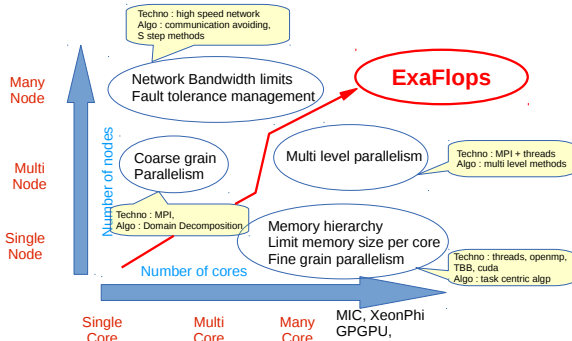 Techno : high speed network
Algo : communication avoiding,
S step methods
Many
Node
Network Bandwidth limits
Fault tolerance management
ExaFlops
Multi
Node
Number of nodes
Coarse grain
Parallelism
Multi level parallelism
Techno : MPI + threads
Algo : multi level methods
Techno : MPI,
Algo : Domain Decomposition
Single
Node
Memory hierarchy
Limit memory size per core
Fine grain parallelism
Techno : threads, openmp,
TBB, cuda
Algo : task centric algp
Number of cores
Single
Core
Multi
Core
Many
Core
MIC, XeonPhi
GPGPU,